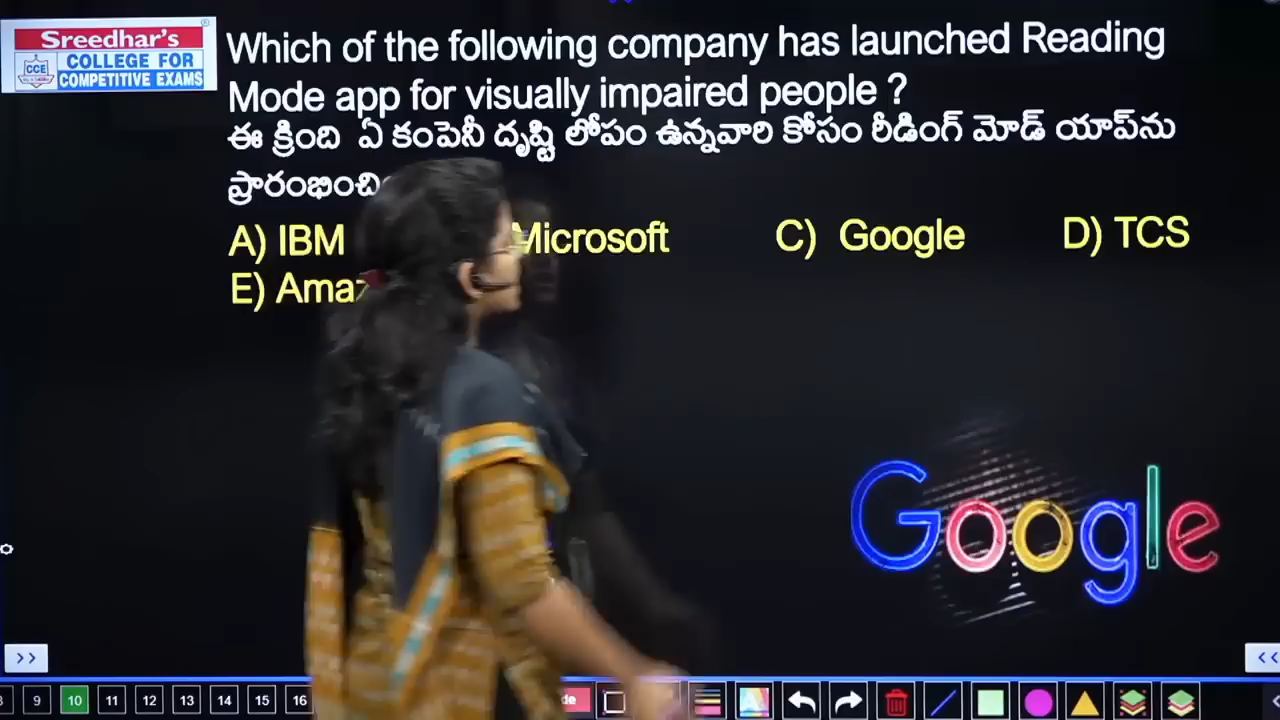 Sreedhar's
CCE
COLLEGE FOR
COMPETITIVE EXAMS
Which of the following company has launched Reading
Mode app for visually impaired people ?
ఈ క్రింది ఏ కంపెనీ దృష్టి లోపం ఉన్నవారి కోసం రీడింగ్ మోడ్ యాప్‌ను
A) IBM Microsoft C) Google D) TCS
E)
Google
>> <<
9 10 11 12 13 14 15 16